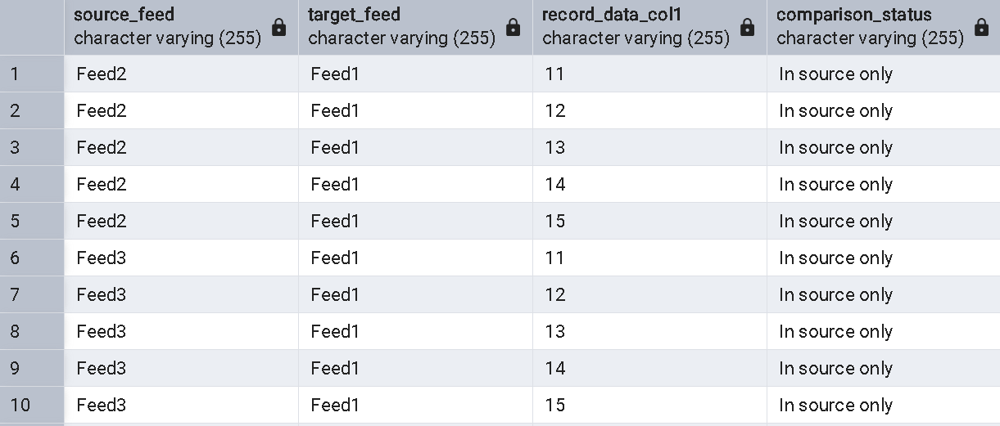 source_feed target_feed record_data_col1 comparison_status
character varying (255) character varying (255) character varying (255) character varying (255)
1 Feed2 Feed1 11 In source only
2 Feed2 Feed1 12 In source only
3 Feed2 Feed1 13 In source only
4 Feed2 Feed1 14 In source only
5 Feed2 Feed1 15 In source only
6 Feed3 Feed1 11 In source only
7 Feed3 Feed1 12 In source only
8 Feed3 Feed1 13 In source only
9 Feed3 Feed1 14 In source only
10 Feed3 Feed1 15 In source only